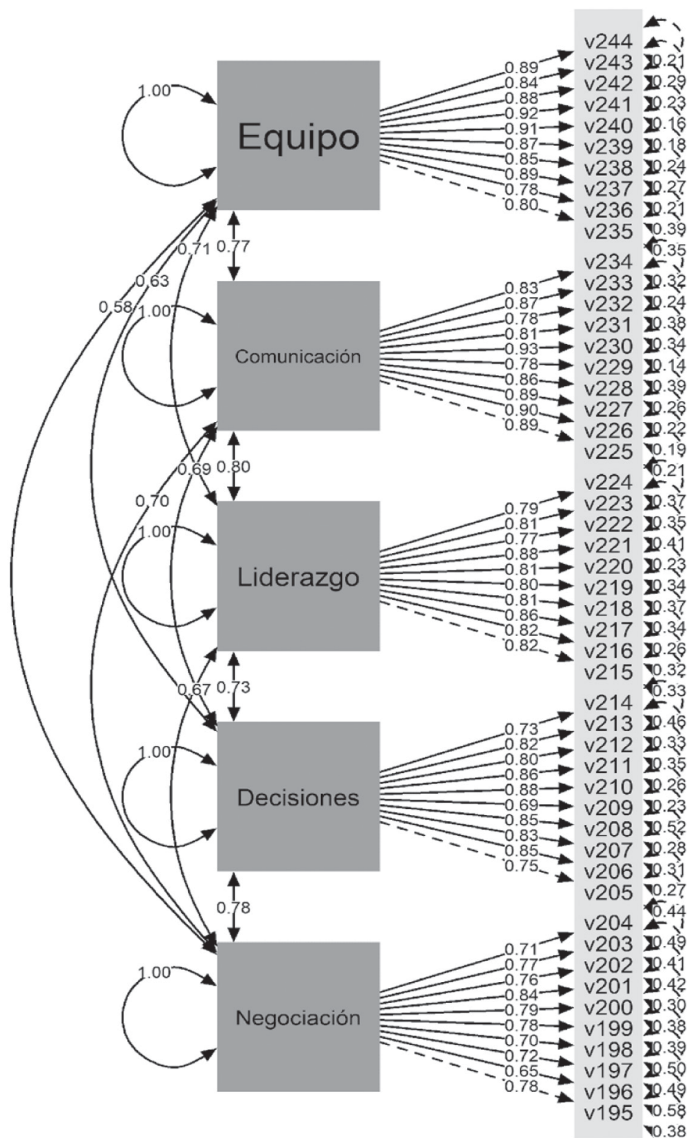 1.00
Equipo
0.89
0.84
0.88
0.92
0.91
0.87
0.85
0.89
0.78
0.80
v244
v243
v242
v241
v240
v239
v238
v237
v236
v235
0.21
0.29
0.23
0.16
0.18
0.24
0.27
0.21
0.39
0.35
0.71
0.77
0.63
0.58
1.00
Comunicación
0.83
0.87
0.78
0.81
0.93
0.78
0.86
0.89
0.90
0.89
v234
v233
v232
v231
v230
v229
v228
v227
v226
v225
0.32
0.24
0.38
0.34
0.14
0.39
0.26
0.22
0.19
0.21
0.69
0.80
0.70
1.00
Liderazgo
0.79
0.81
0.77
0.88
0.81
0.80
0.81
0.86
0.82
0.82
v224
v223
v222
v221
v220
v219
v218
v217
v216
v215
0.37
0.35
0.41
0.23
0.34
0.37
0.34
0.26
0.32
0.33
0.67
0.73
1.00
Decisiones
0.73
0.82
0.80
0.86
0.88
0.69
0.85
0.83
0.85
0.75
v214
v213
v212
v211
v210
v209
v208
v207
v206
v205
0.46
0.33
0.35
0.26
0.23
0.52
0.28
0.31
0.27
0.44
0.78
1.00
Negociación
0.71
0.77
0.76
0.84
0.79
0.78
0.70
0.72
0.65
0.78
v204
v203
v202
v201
v200
v199
v198
v197
v196
v195
0.49
0.41
0.42
0.30
0.38
0.39
0.50
0.49
0.58
0.38